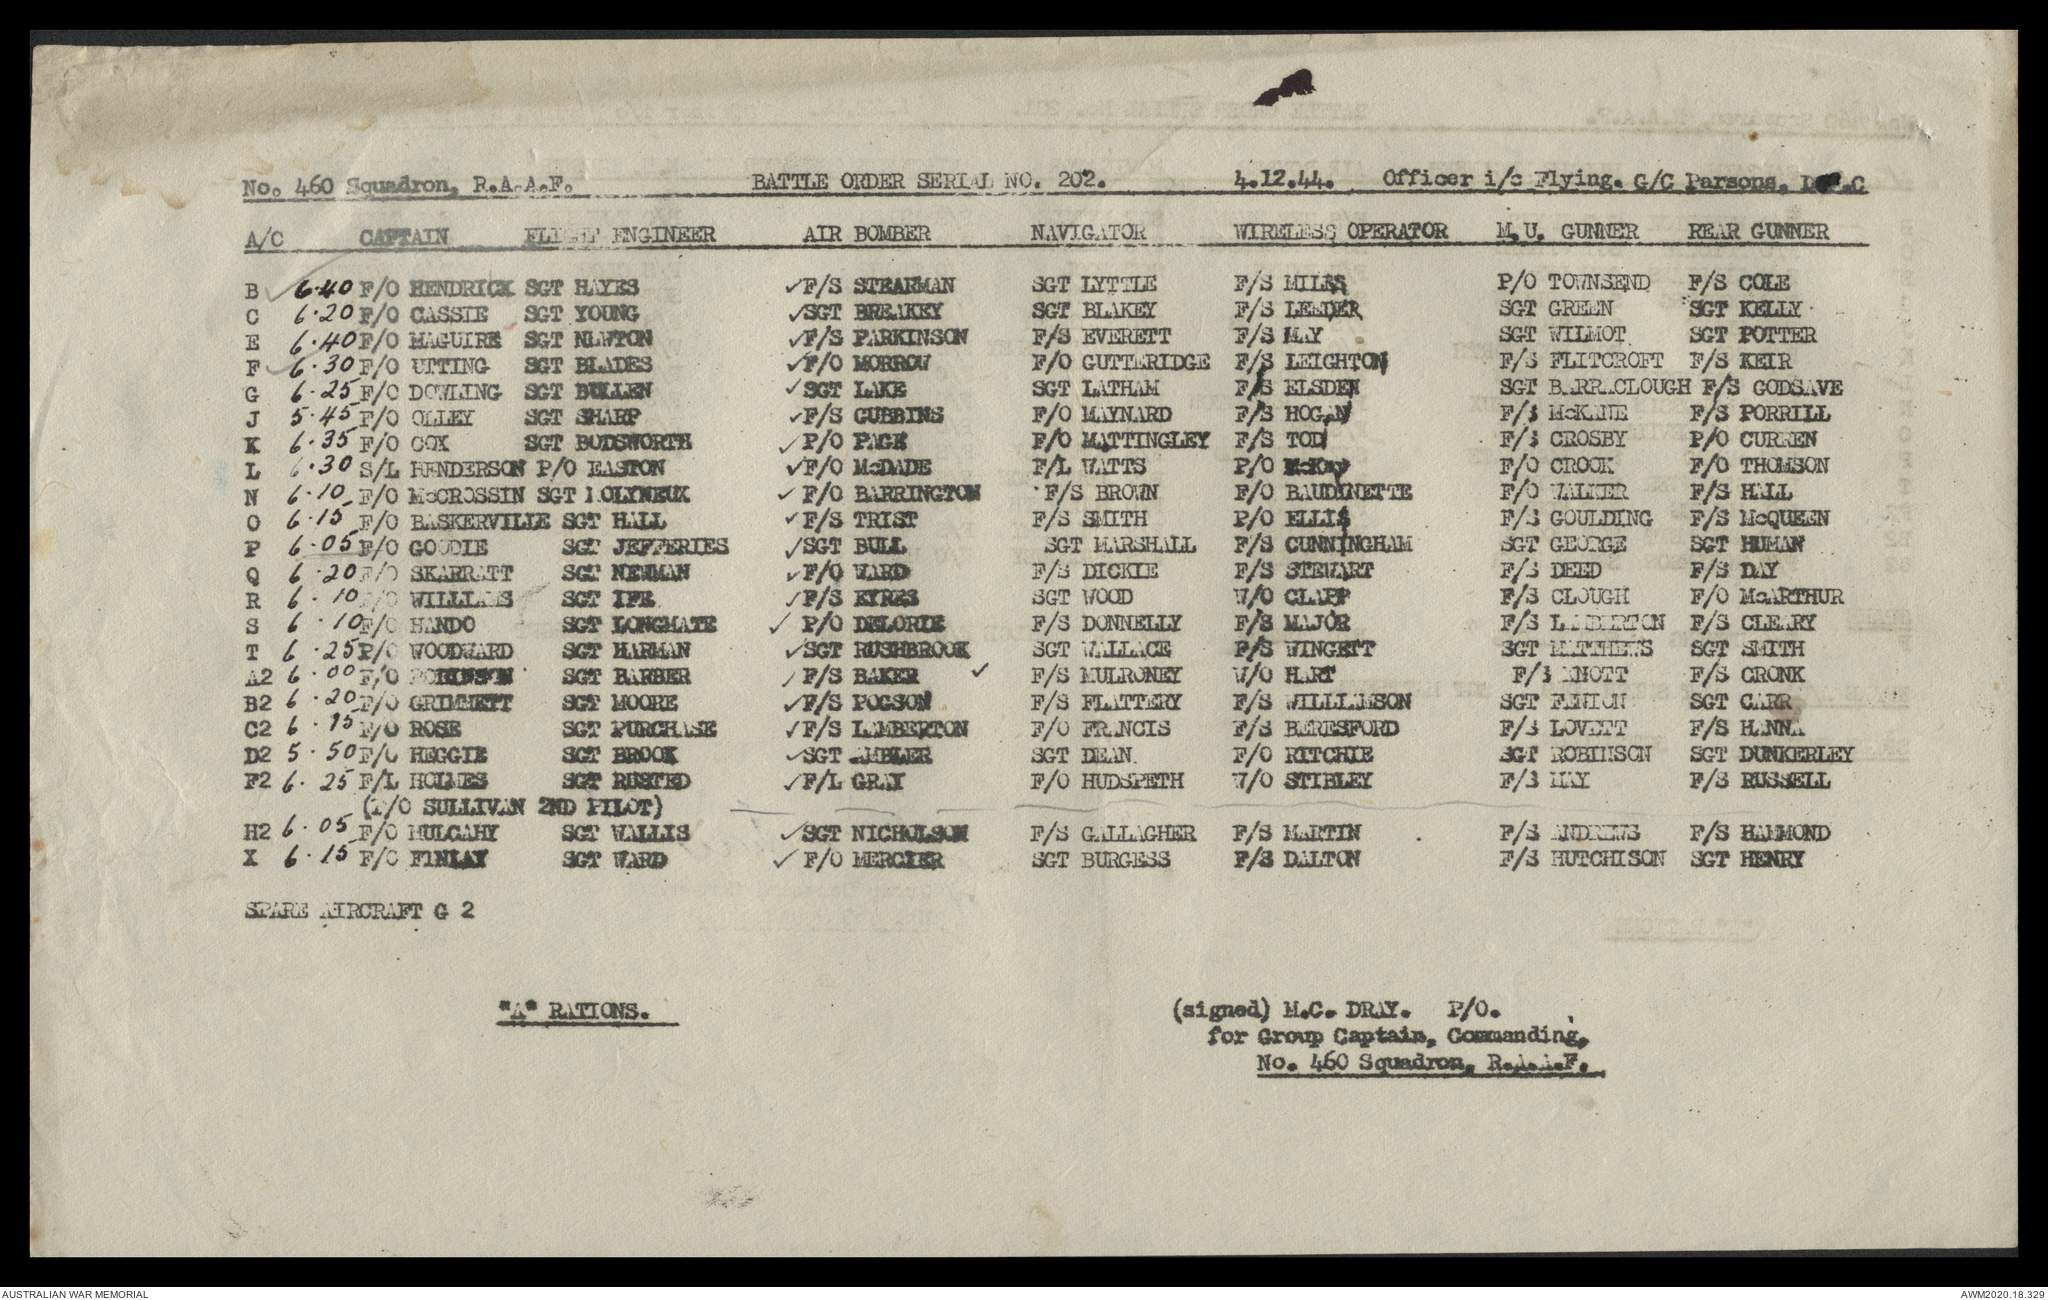 No. 460 Squadron, R.A.A.F. BATTLE ORDER SERIAL NO. 202. 4.12.44. Officer i/c Flying. G/C Parsons. D.F.C
A/C CAPTAIN FLIGHT ENGINEER AIR BOMBER NAVIGATOR WIRELESS OPERATOR M.U. GUNNER REAR GUNNER
B 6.40 F/O HENDRICK SGT HAYES F/S STEARMAN SGT LYTTLE F/S MILES P/O TOWNSEND F/S COLE
C 6.20 F/O CASSIE SGT YOUNG SGT BREAKEY SGT BLAKEY F/S LEEDER SGT GREEN SGT KELLY
E 6.40 F/O MAGUIRE SGT NEWTON F/S PARKINSON F/S EVERETT F/S MAY SGT WILMOT SGT POTTER
F 6.30 F/O UTTING SGT BLADES F/O MORROW F/O GUTTERIDGE F/S LEIGHTON F/S FLITCROFT F/S KEIR
G 6.25 F/O DOWLING SGT BULLEN SGT LAKE SGT LATHAM F/S ELSDEN SGT BARRACLOUGH F/S GODSAVE
J 5.45 F/O OLLEY SGT SHARP F/S GUBBINS F/O MAYNARD F/S HOGAN F/S McKANE F/S PORRILL
K 6.35 F/O COX SGT BODSWORTH P/O PAGE F/O MATTINGLEY F/S TOD F/S CROSBY P/O CURREN
L 6.30 S/L HENDERSON P/O EASTON F/O McDADE F/L WATTS P/O McKay F/O CROOK F/O THOMSON
N 6.10 F/O McCROSSIN SGT MOLYNEUX F/O BARRINGTON F/S BROWN F/O BAUDINETTE F/O WALKER F/S HALL
O 6.15 F/O BASKERVILLE SGT HALL F/S TRIST F/S SMITH P/O ELLIS F/S GOULDING F/S McQUEEN
P 6.05 F/O GOODIE SGT JEFFERIES SGT BULL SGT MARSHALL F/S CUNNINGHAM SGT GEORGE SGT HUMAN
Q 6.20 F/O SKARRATT SGT NEWMAN F/O WARD F/S DICKIE F/S STEWART F/S DEED F/S DAY
R 6.10 F/O WILLIAMS SGT IFE F/S EYRES SGT WOOD W/O CLAPP F/S CLOUGH F/O McARTHUR
S 6.10 F/O HANDO SGT LONGMATE P/O DELORIE F/S DONNELLY F/S MAJOR F/S LAMBERTON F/S CLEARY
T 6.25 P/O WOODWARD SGT HARMAN SGT RUSHBROOK SGT WALLACE F/S WINGETT SGT MATTHEWS SGT SMITH
A2 6.00 F/O ROBINSON SGT BARBER F/S BAKER F/S MULRONEY W/O HART F/S KNOTT F/S CRONK
B2 6.20 F/O GRIMMETT SGT MOORE F/S POGSON F/S FLATTERY F/S WILLIAMSON SGT FENION SGT CARR
C2 6.15 F/O ROSE SGT PURCHASE F/S LAMBERTON F/O FRANCIS F/S BERESFORD F/S LOVETT F/S HANNA
D2 5.50 F/O HEGGIE SGT BROOK SGT AMBLER SGT DEAN. F/O RITCHIE SGT ROBINSON SGT DUNKERLEY
F2 6.25 F/L HOLMES SGT RUSTED F/L GRAY F/O HUDSPETH W/O STIBLEY F/S MAY F/S RUSSELL
(F/O SULLIVAN 2ND PILOT)
H2 6.05 F/O MULCAHY SGT WALLIS SGT NICHOLSON F/S GALLAGHER F/S MARTIN F/S ANDREWS F/S HAMMOND
X 6.15 F/O FINLAY SGT WARD F/O MERCIER SGT BURGESS F/S DALTON F/S HUTCHISON SGT HENRY
SPARE AIRCRAFT G 2
"A" RATIONS.
(signed) M.C. DRAY. P/O.
for Group Captain, Commanding,
No. 460 Squadron, R.A.A.F.
AUSTRALIAN WAR MEMORIAL AWM2020.18.329